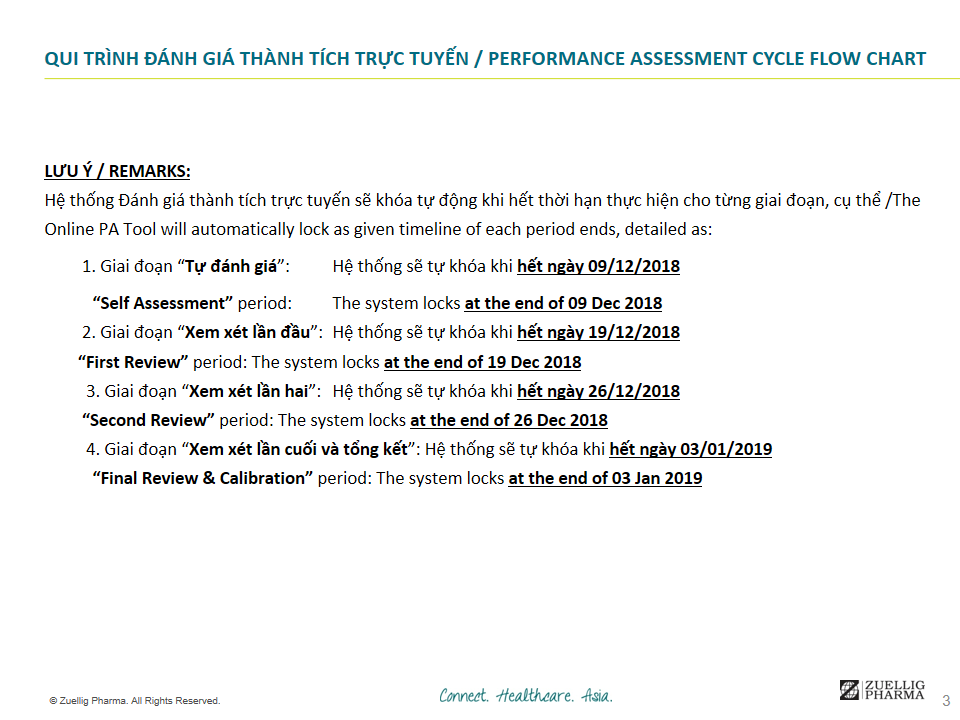 QUI TRÌNH ĐÁNH GIÁ THÀNH TÍCH TRỰC TUYẾN / PERFORMANCE ASSESSMENT CYCLE FLOW CHART
LƯU Ý / REMARKS:
Hệ thống Đánh giá thành tích trực tuyến sẽ khóa tự động khi hết thời hạn thực hiện cho từng giai đoạn, cụ thể /The
Online PA Tool will automatically lock as given timeline of each period ends, detailed as:
1. Giai đoạn “Tự đánh giá”: Hệ thống sẽ tự khóa khi hết ngày 09/12/2018
“Self Assessment” period: The system locks at the end of 09 Dec 2018
2. Giai đoạn “Xem xét lần đầu”: Hệ thống sẽ tự khóa khi hết ngày 19/12/2018
“First Review” period: The system locks at the end of 19 Dec 2018
3. Giai đoạn “Xem xét lần hai”: Hệ thống sẽ tự khóa khi hết ngày 26/12/2018
“Second Review” period: The system locks at the end of 26 Dec 2018
4. Giai đoạn “Xem xét lần cuối và tổng kết”: Hệ thống sẽ tự khóa khi hết ngày 03/01/2019
“Final Review & Calibration” period: The system locks at the end of 03 Jan 2019
© Zuellig Pharma. All Rights Reserved.
Connect. Healthcare. Asia.
ZUELLIG
PHARMA
3